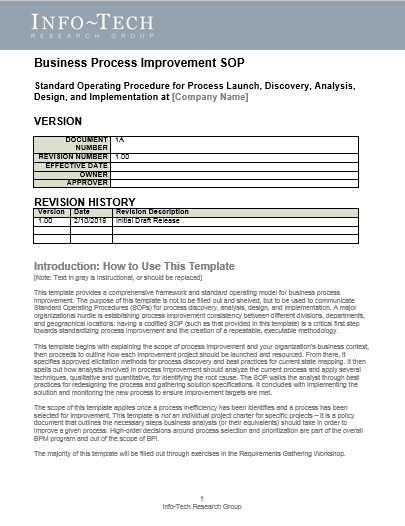 INFO~TECH
RESEARCH GROUP
Business Process Improvement SOP
Standard Operating Procedure for Process Launch, Discovery, Analysis,
Design, and Implementation at [Company Name]
VERSION
DOCUMENT NUMBER 1A
REVISION NUMBER 1.00
EFFECTIVE DATE
OWNER
APPROVER
REVISION HISTORY
Version Date Revision Description
1.00 2/10/2016 Initial Draft Release
Introduction: How to Use This Template
[Note: Text in gray is instructional, or should be replaced]
This template provides a comprehensive framework and standard operating model for business process
improvement. The purpose of this template is not to be filled out and shelved, but to be used to communicate
Standard Operating Procedures (SOPs) for process discovery, analysis, design, and implementation. A major
organizational hurdle is establishing process improvement consistency between different divisions, departments,
and geographical locations: having a codified SOP (such as that provided in this template) is a critical first step
towards standardizing process improvement and the creation of a repeatable, executable methodology.
This template begins with explaining the scope of process improvement and your organization's business context,
then proceeds to outline how each improvement project should be launched and resourced. From there, it
specifies approved elicitation methods for process discovery and best practices for current state mapping. It then
spells out how analysts involved in process improvement should analyze the current process and apply several
techniques, qualitative and quantitative, for identifying the root cause. The SOP walks the analyst through best
practices for redesigning the process and gathering solution specifications. It concludes with implementing the
solution and monitoring the new process to ensure improvement targets are met.
The scope of this template applies once a process inefficiency has been identified and a process has been
selected for improvement. This template is not an individual project charter for specific projects – it is a policy
document that outlines the necessary steps business analysts (or their equivalents) should take in order to
improve a given process. High-order decisions around process selection and prioritization are part of the overall
BPM program and out of the scope of BPI.
The majority of this template will be filled out through exercises in the Requirements Gathering Workshop.
1
Info-Tech Research Group